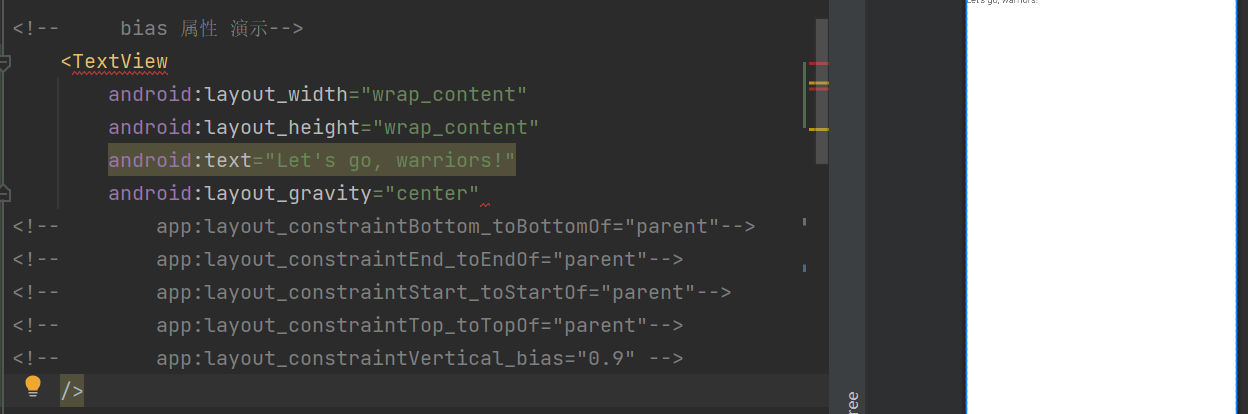 <!--     bias 属性 演示-->
    <TextView
        android:layout_width="wrap_content"
        android:layout_height="wrap_content"
        android:text="Let's go, warriors!"
        android:layout_gravity="center"
<!--        app:layout_constraintBottom_toBottomOf="parent"-->
<!--        app:layout_constraintEnd_toEndOf="parent"-->
<!--        app:layout_constraintStart_toStartOf="parent"-->
<!--        app:layout_constraintTop_toTopOf="parent"-->
<!--        app:layout_constraintVertical_bias="0.9" -->
    />
ree
Let's go, warriors!